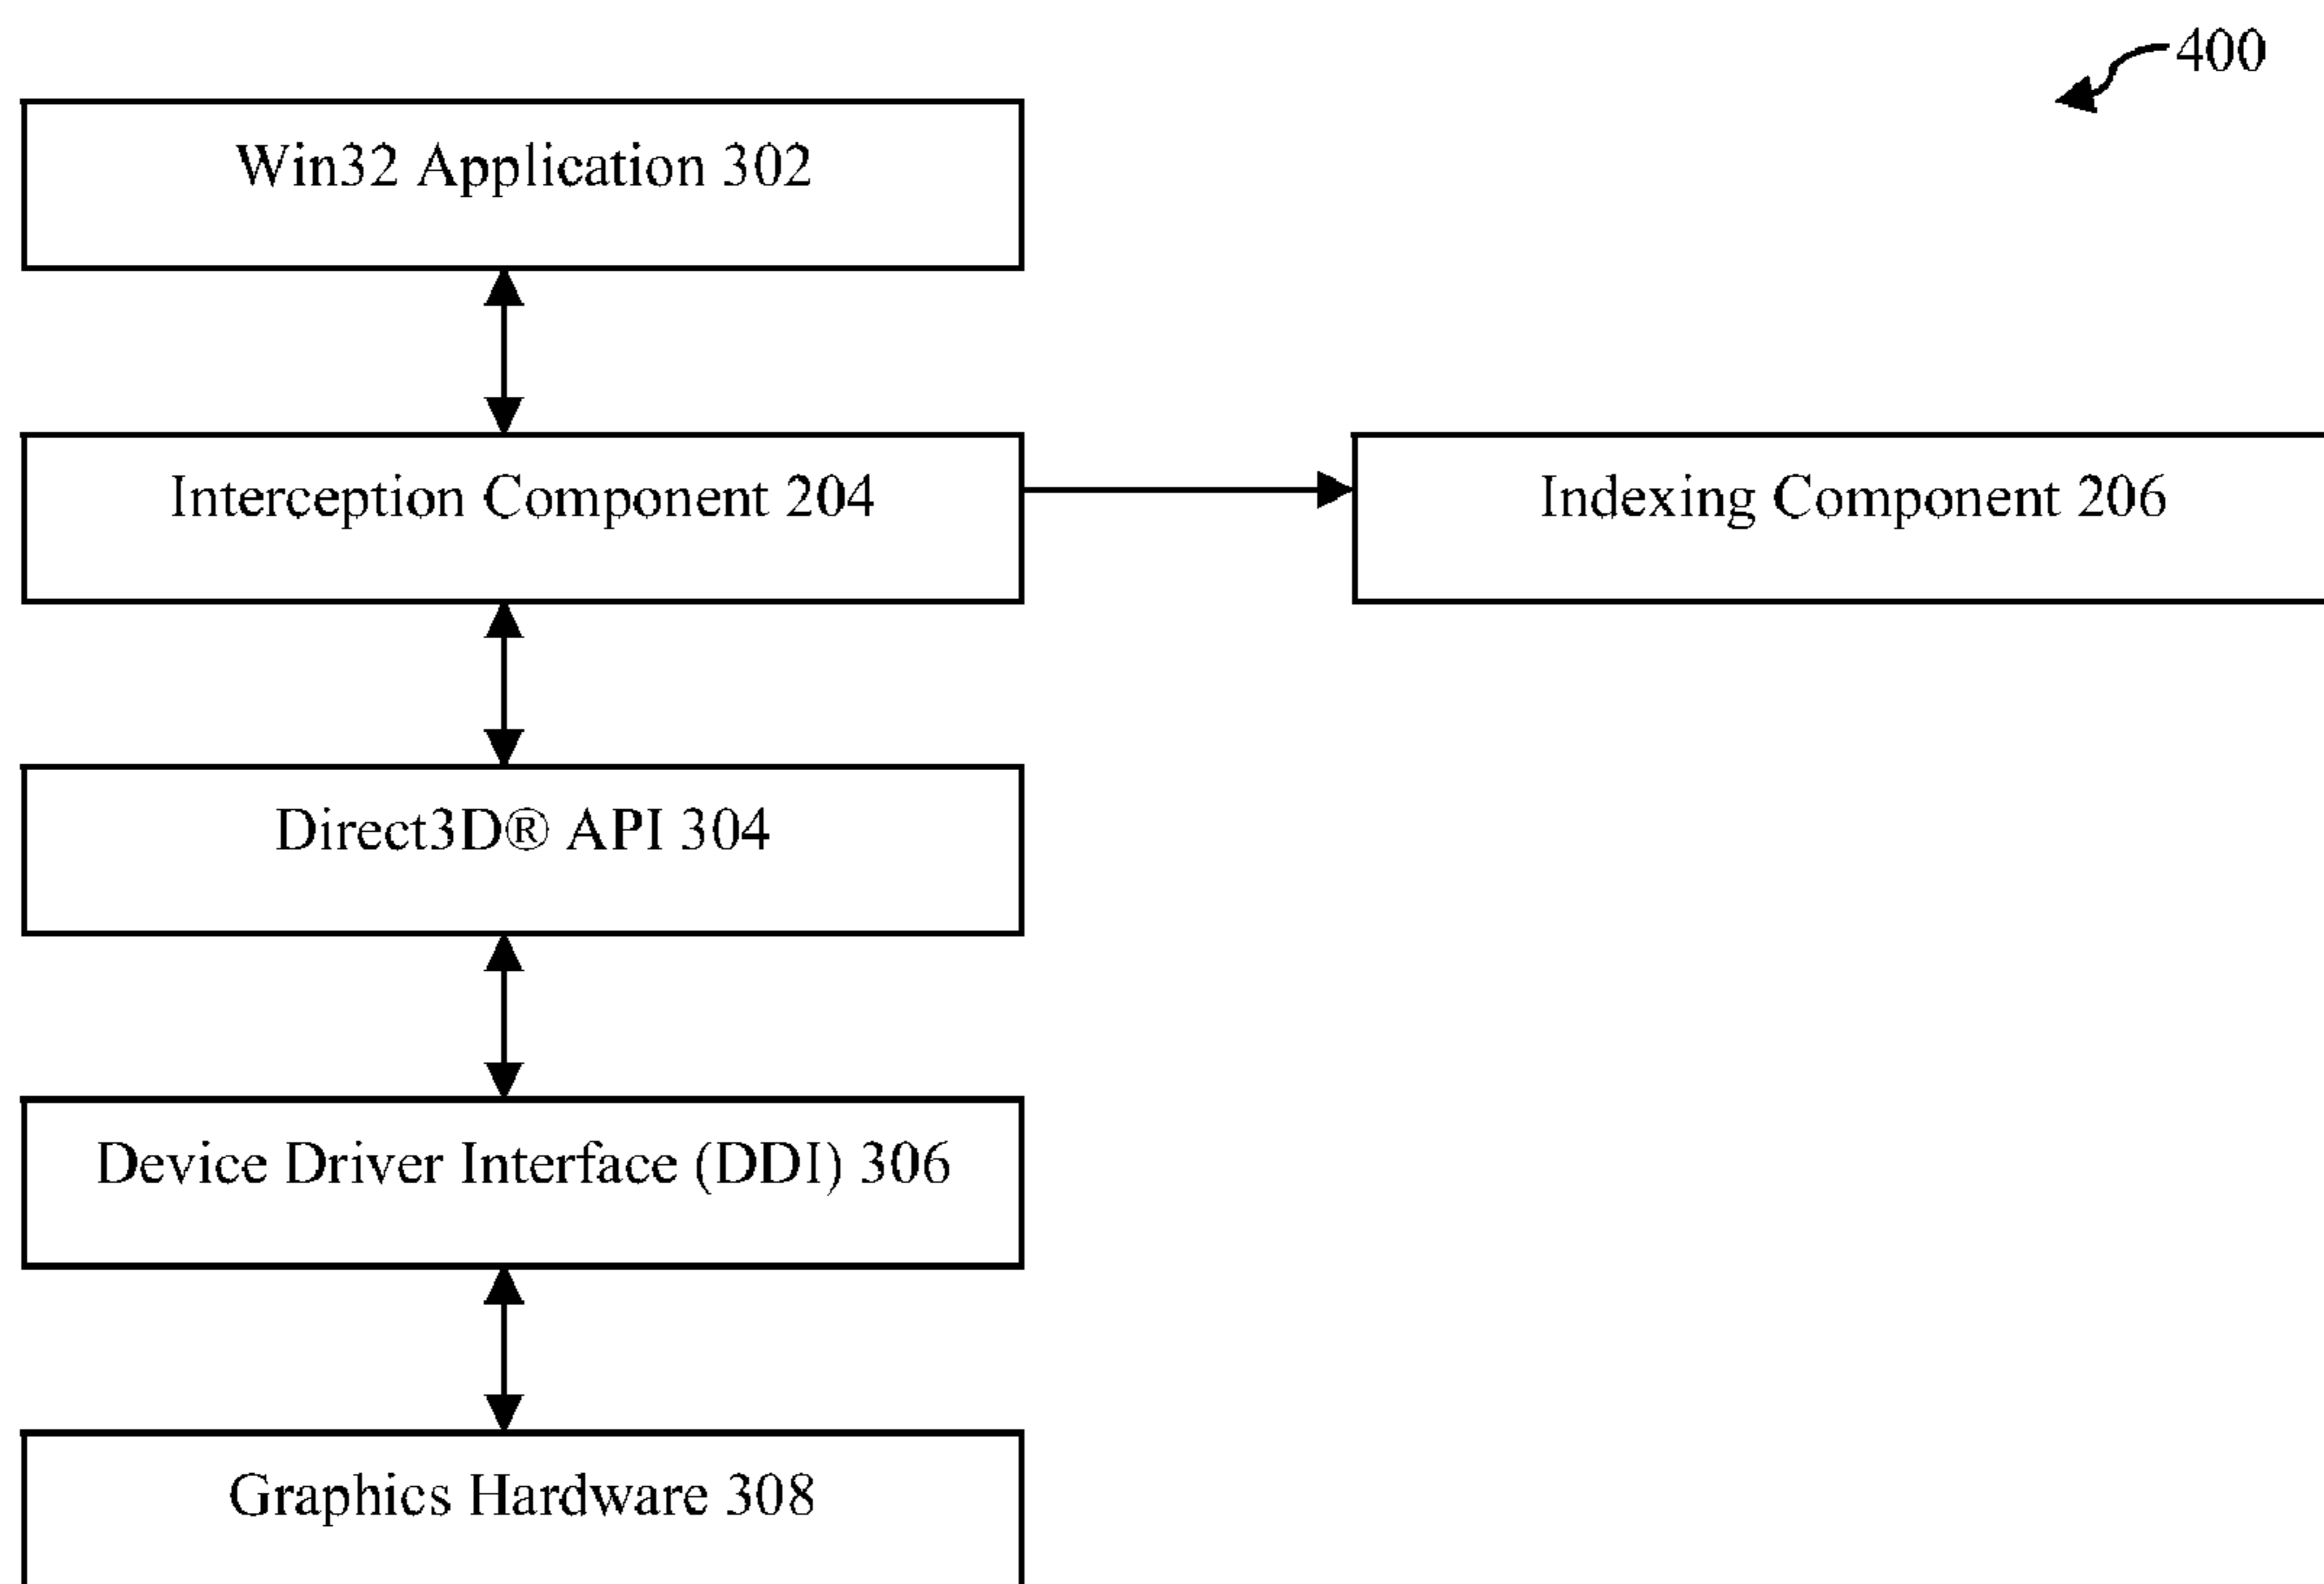 400
Win32 Application 302
Interception Component 204
Indexing Component 206
Direct3D® API 304
Device Driver Interface (DDI) 306
Graphics Hardware 308